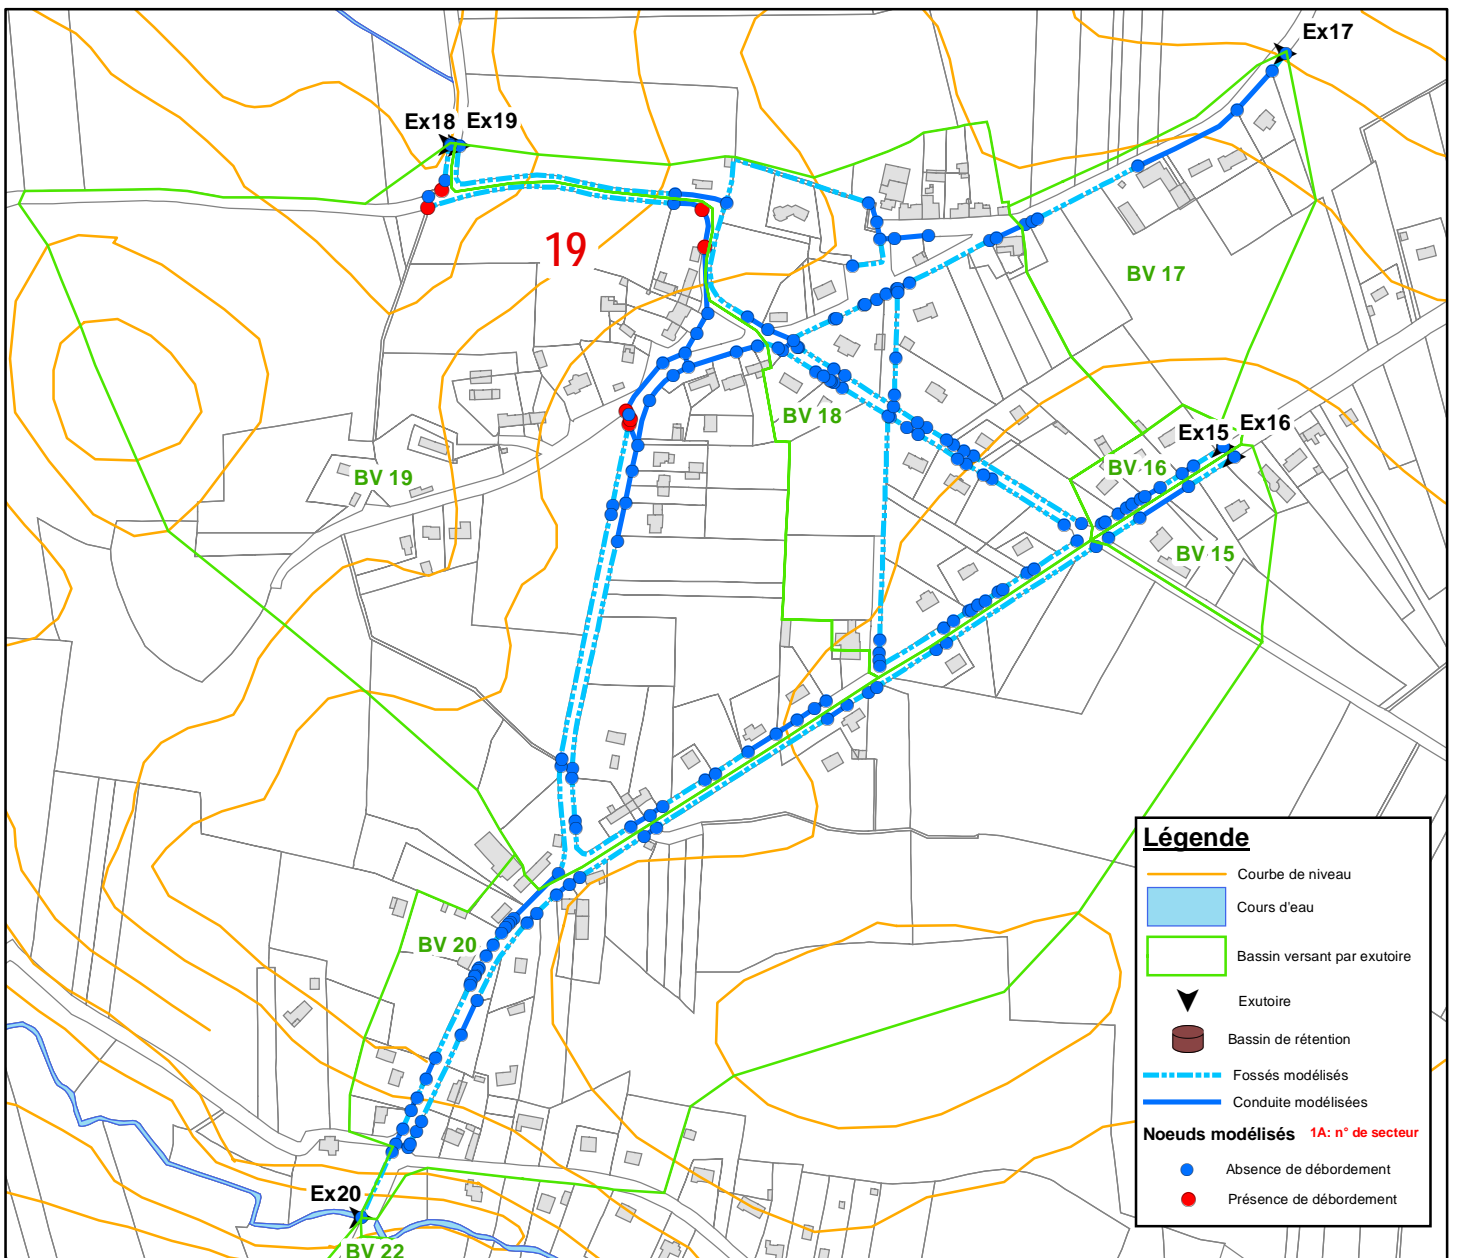 Ex17
Ex18
Ex19
19
BV 17
BV 18
Ex16
Ex15
BV 16
BV 19
BV 15
BV 20
Ex20
BV 22
Légende
Courbe de niveau
Cours d'eau
Bassin versant par exutoire
Exutoire
Bassin de rétention
Fossés modélisés
Conduite modélisées
Noeuds modélisés 1A: n° de secteur
Absence de débordement
Présence de débordement